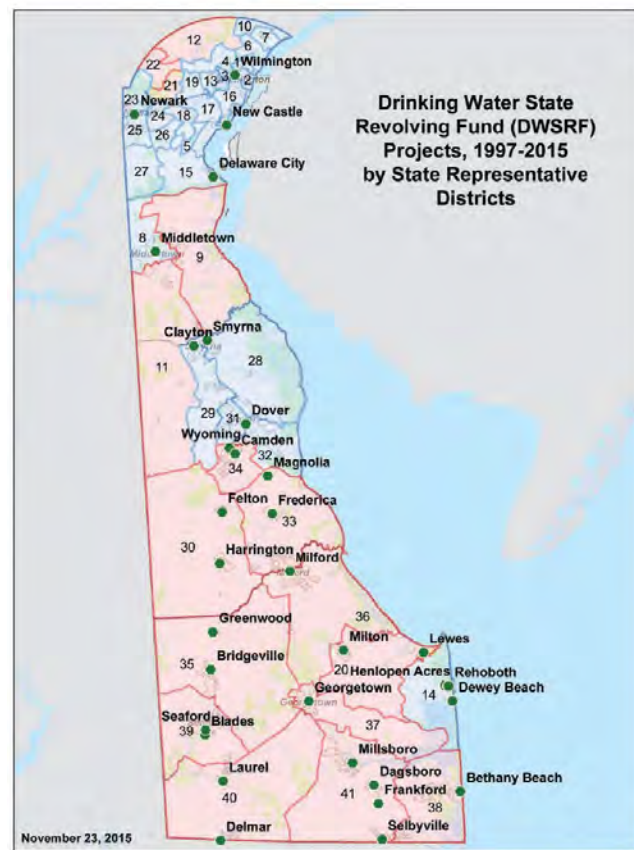 Drinking Water State
Revolving Fund (DWSRF)
Projects, 1997-2015
by State Representative
Districts
10
7
12
6
4
1
Wilmington
22
3
2
21
19
13
16
23
Newark
24
18
17
New Castle
25
26
5
Delaware City
27
15
8
Middletown
9
Smyrna
Clayton
11
28
29
31
Dover
Wyoming
Camden
34
32
Magnolia
Felton
Frederica
33
30
Harrington
Milford
36
Greenwood
Milton
Lewes
35
Bridgeville
20
Henlopen Acres
Rehoboth
14
Dewey Beach
Georgetown
Seaford
Blades
39
37
Millsboro
Laurel
Dagsboro
Bethany Beach
40
41
Frankford
38
Delmar
Selbyville
November 23, 2015